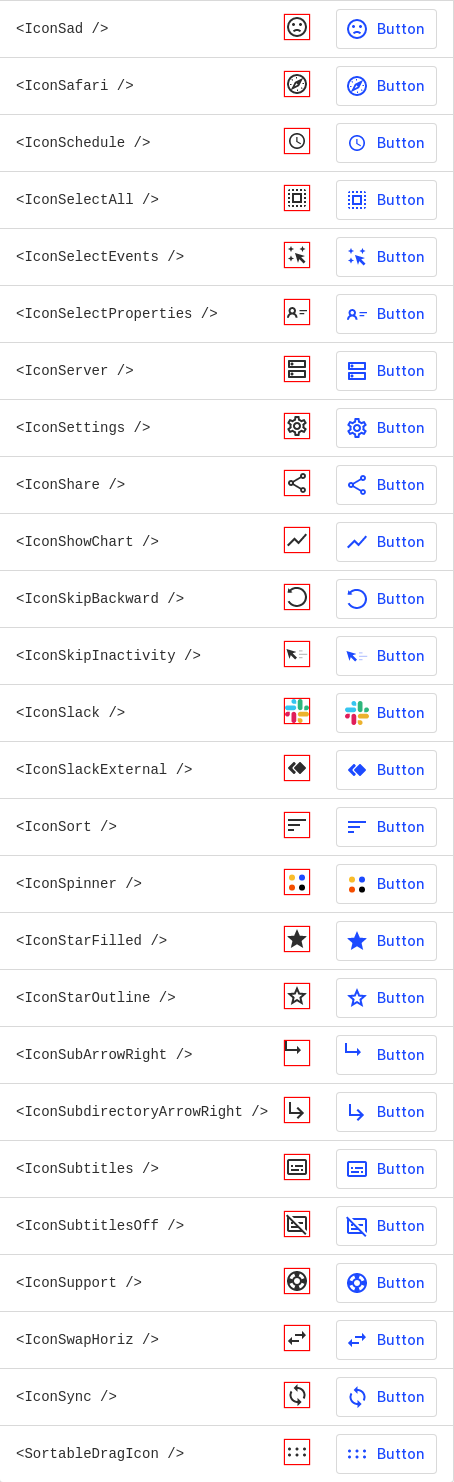 <IconSad /> Button
<IconSafari /> Button
<IconSchedule /> Button
<IconSelectAll /> Button
<IconSelectEvents /> Button
<IconSelectProperties /> Button
<IconServer /> Button
<IconSettings /> Button
<IconShare /> Button
<IconShowChart /> Button
<IconSkipBackward /> Button
<IconSkipInactivity /> Button
<IconSlack /> Button
<IconSlackExternal /> Button
<IconSort /> Button
<IconSpinner /> Button
<IconStarFilled /> Button
<IconStarOutline /> Button
<IconSubArrowRight /> Button
<IconSubdirectoryArrowRight /> Button
<IconSubtitles /> Button
<IconSubtitlesOff /> Button
<IconSupport /> Button
<IconSwapHoriz /> Button
<IconSync /> Button
<SortableDragIcon /> Button